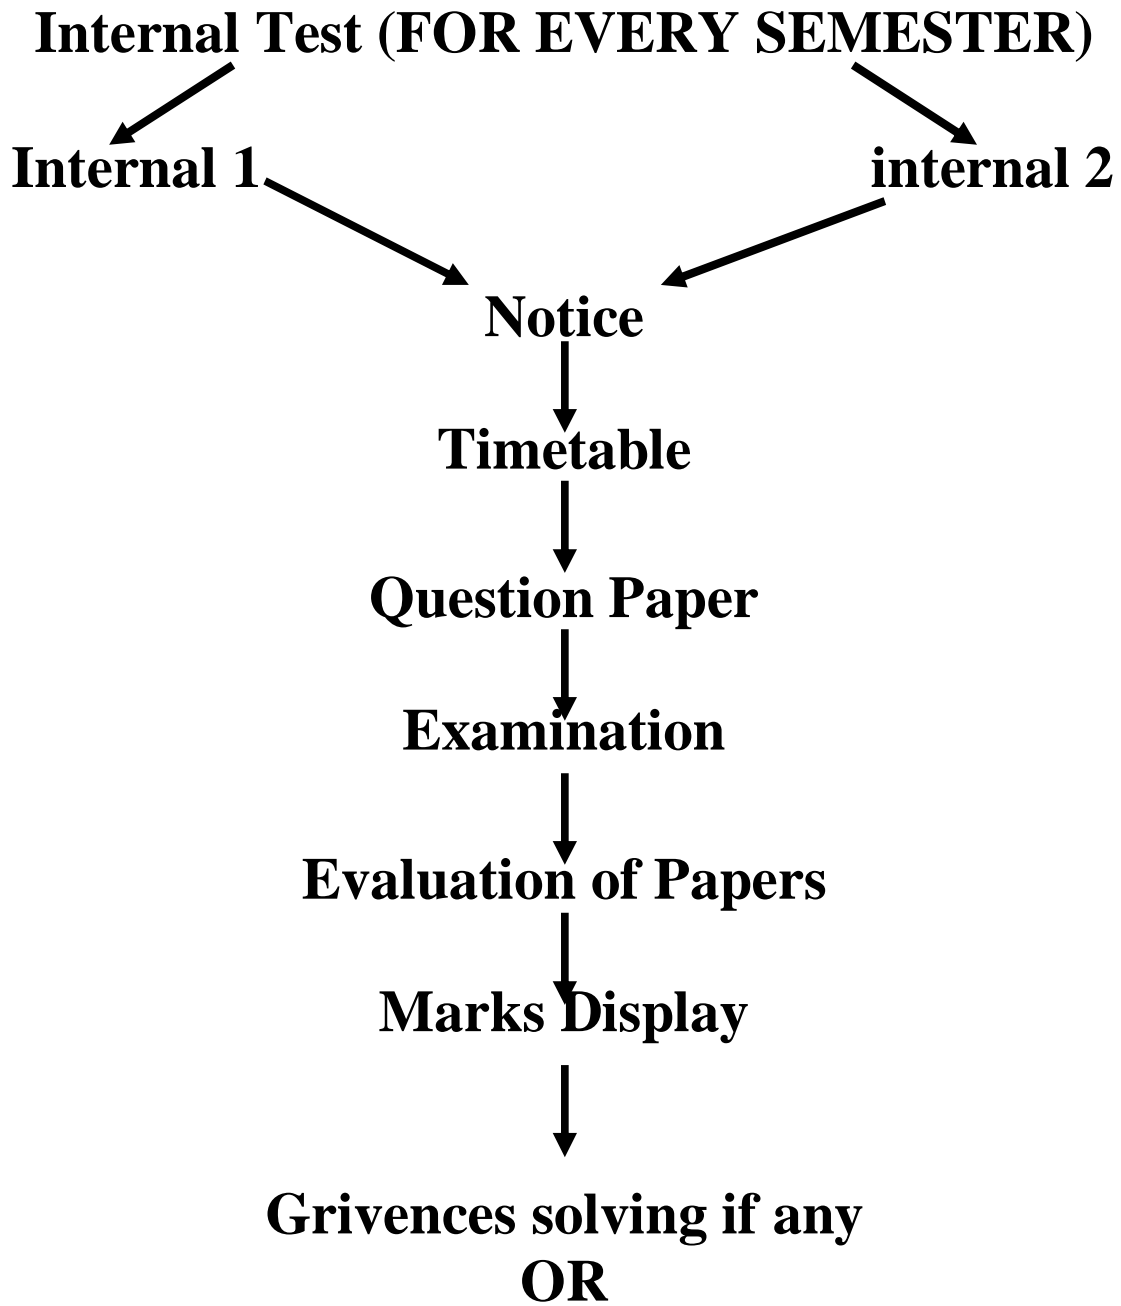 Internal Test (FOR EVERY SEMESTER)
Internal 1
internal 2
Notice
Timetable
Question Paper
Examination
Evaluation of Papers
Marks Display
Grivences solving if any
OR